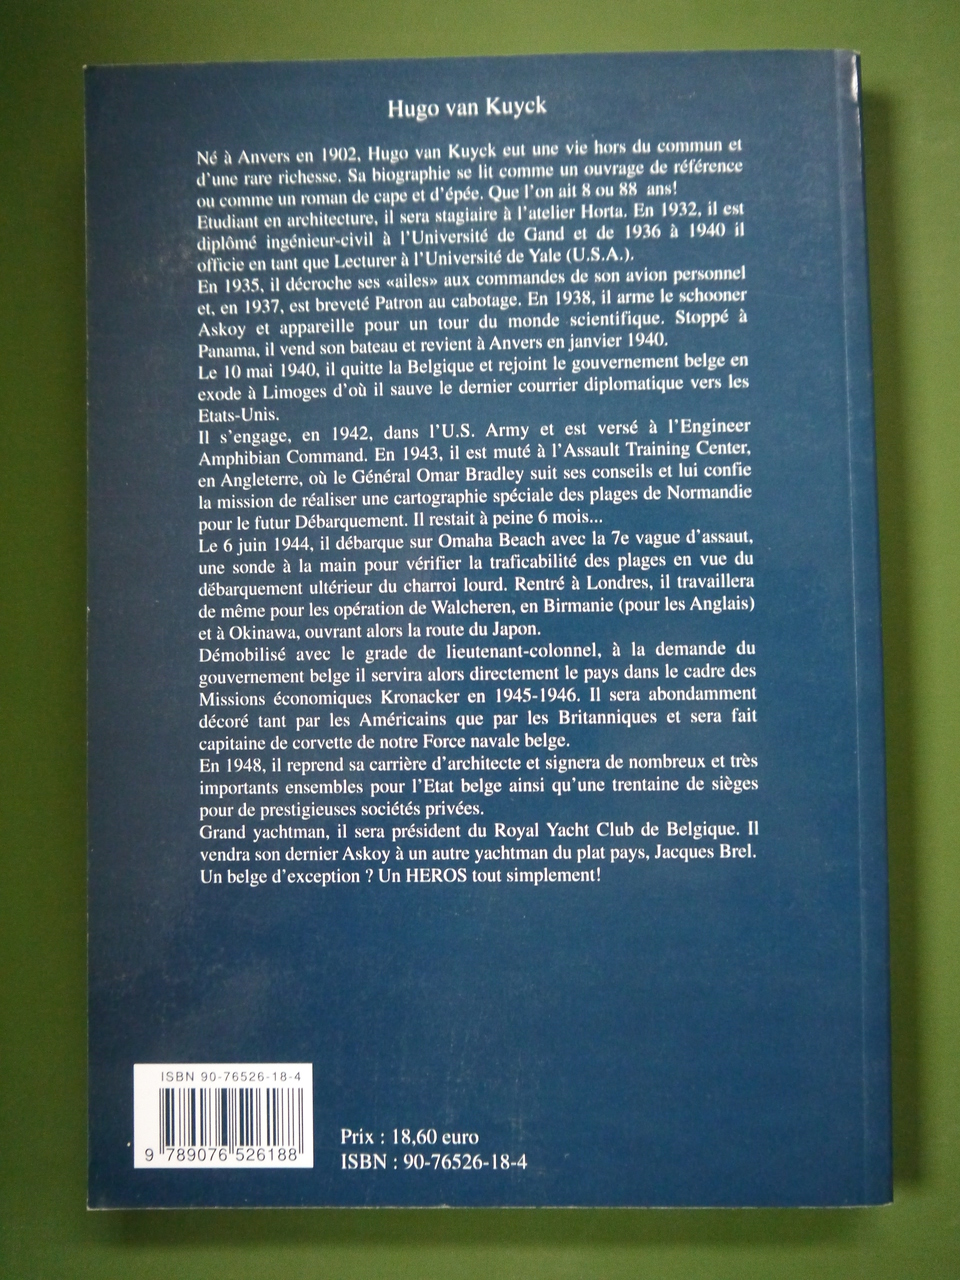 Hugo van Kuyck
Né à Anvers en 1902, Hugo van Kuyck eut une vie hors du commun et
d'une rare richesse. Sa biographie se lit comme un ouvrage de référence
ou comme un roman de cape et d'épée. Que l'on ait 8 ou 88 ans!
Etudiant en architecture, il sera stagiaire à l'atelier Horta. En 1932, il est
diplômé ingénieur-civil à l'Université de Gand et de 1936 à 1940 il
officie en tant que Lecturer à l'Université de Yale (U.S.A.).
En 1935, il décroche ses «ailes» aux commandes de son avion personnel
et, en 1937, est breveté Patron au cabotage. En 1938, il arme le schooner
Askoy et appareille pour un tour du monde scientifique. Stoppé à
Panama, il vend son bateau et revient à Anvers en janvier 1940.
Le 10 mai 1940, il quitte la Belgique et rejoint le gouvernement belge en
exode à Limoges d'où il sauve le dernier courrier diplomatique vers les
Etats-Unis.
Il s'engage, en 1942, dans l'U.S. Army et est versé à l'Engineer
Amphibian Command. En 1943, il est muté à l'Assault Training Center,
en Angleterre, où le Général Omar Bradley suit ses conseils et lui confie
la mission de réaliser une cartographie spéciale des plages de Normandie
pour le futur Débarquement. Il restait à peine 6 mois...
Le 6 juin 1944, il débarque sur Omaha Beach avec la 7e vague d'assaut,
une sonde à la main pour vérifier la traficabilité des plages en vue du
débarquement ultérieur du charroi lourd. Rentré à Londres, il travaillera
de même pour les opération de Walcheren, en Birmanie (pour les Anglais)
et à Okinawa, ouvrant alors la route du Japon.
Démobilisé avec le grade de lieutenant-colonnel, à la demande du
gouvernement belge il servira alors directement le pays dans le cadre des
Missions économiques Kronacker en 1945-1946. Il sera abondamment
décoré tant par les Américains que par les Britanniques et sera fait
capitaine de corvette de notre Force navale belge.
En 1948, il reprend sa carrière d'architecte et signera de nombreux et très
importants ensembles pour l'Etat belge ainsi qu'une trentaine de sièges
pour de prestigieuses sociétés privées.
Grand yachtman, il sera président du Royal Yacht Club de Belgique. Il
vendra son dernier Askoy à un autre yachtman du plat pays, Jacques Brel.
Un belge d'exception ? Un HEROS tout simplement!
ISBN 90-76526-18-4
9 789076 526188
Prix : 18,60 euro
ISBN : 90-76526-18-4